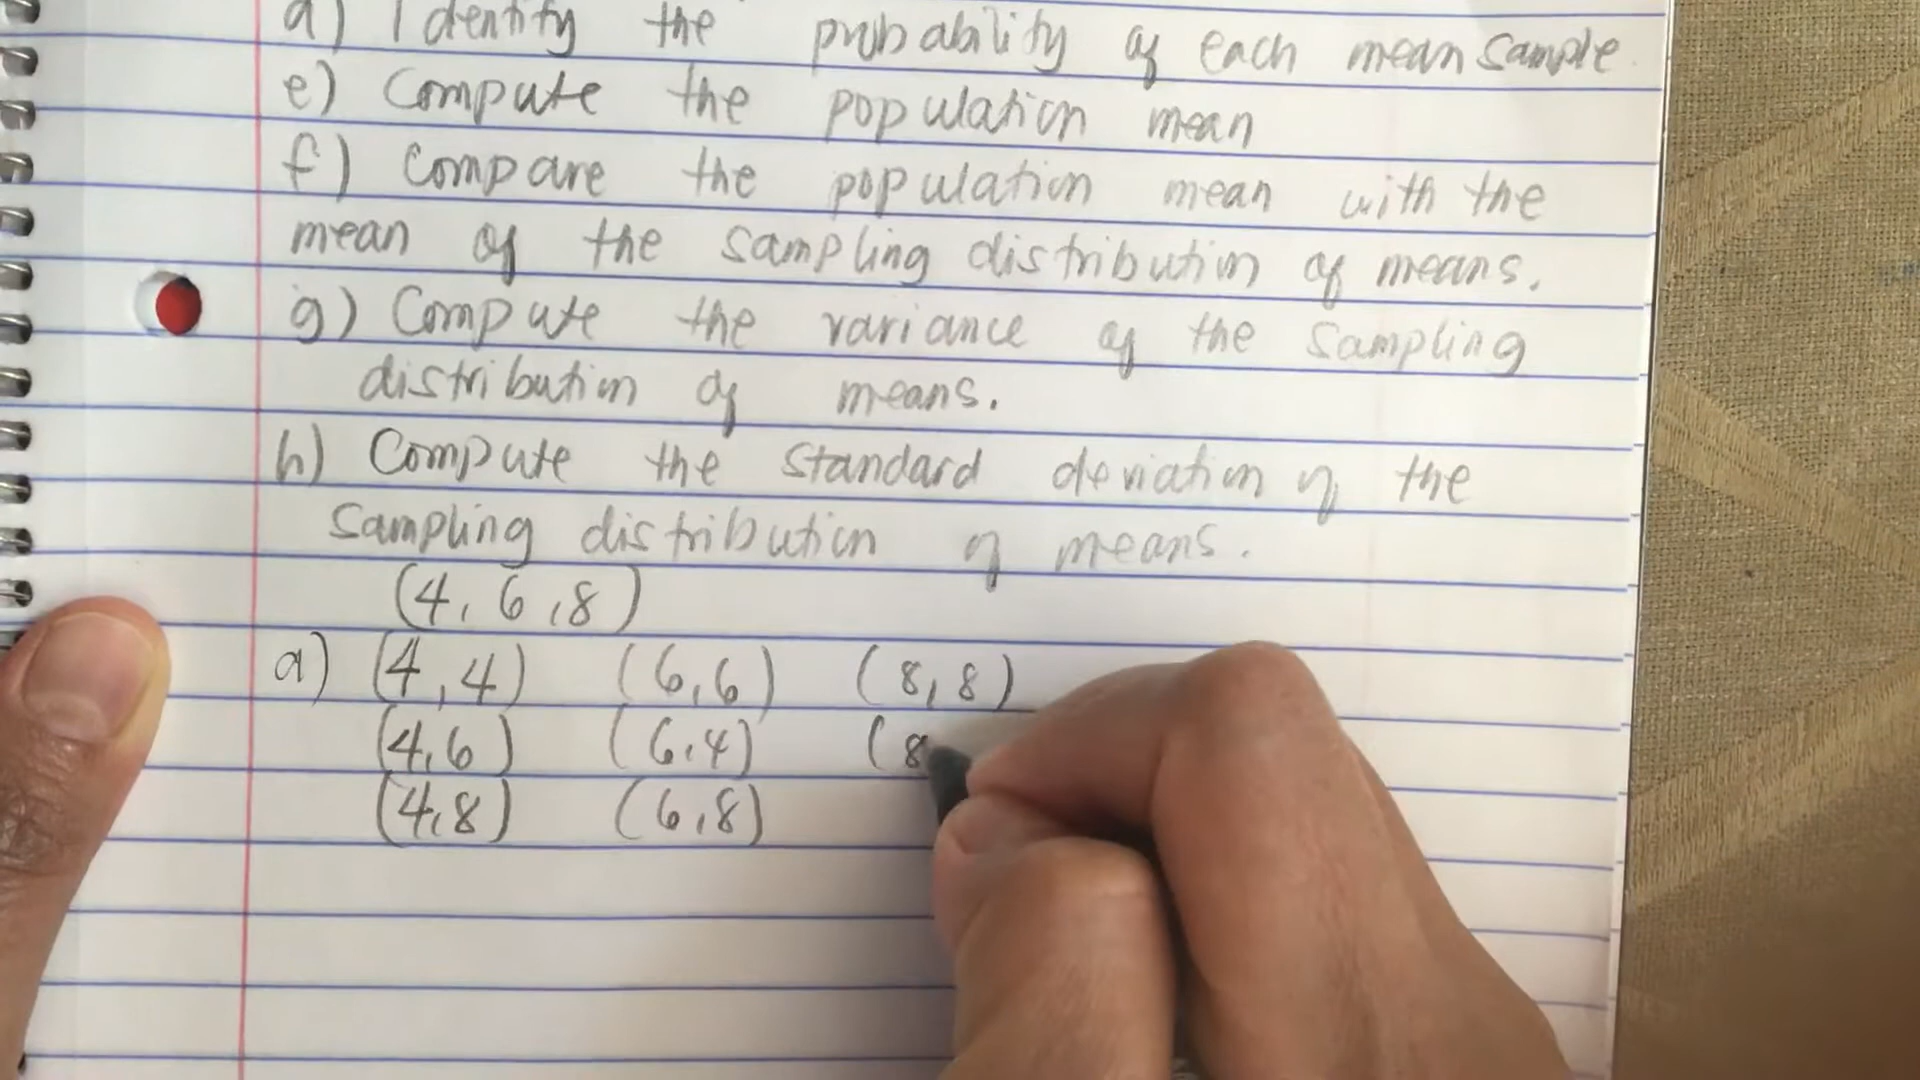 d) Identify the probability of each mean sample
e) Compute the population mean
f) Compare the population mean with the
mean of the sampling distribution of means.
g) Compute the variance of the Sampling
distribution of means.
h) Compute the standard deviation of the
Sampling distribution of means.
(4, 6, 8)
a) (4,4) (6,6) (8,8)
(4,6) (6,4) (8
(4,8) (6,8)